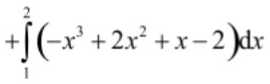 +∫₁²(-x³ + 2x² + x - 2)dx